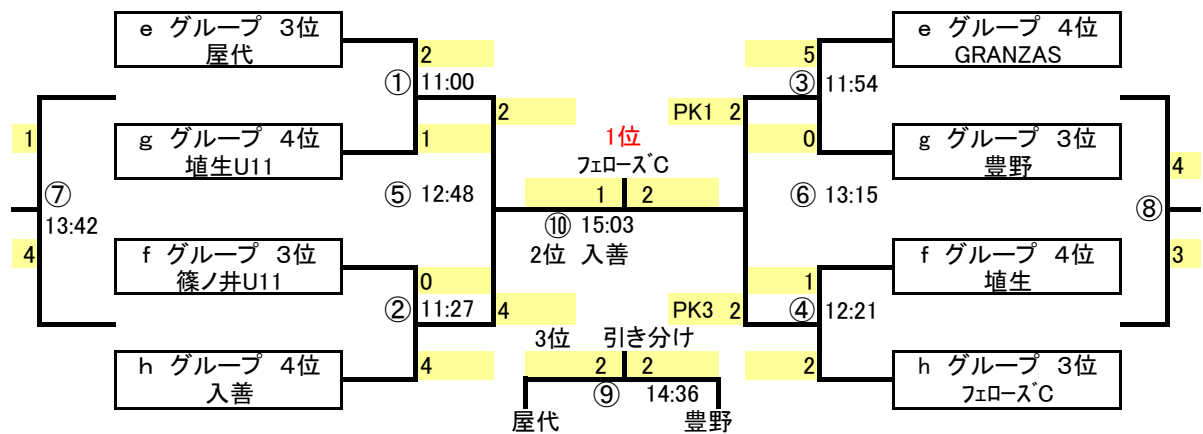 e グループ 3位
屋代
2
① 11:00
g グループ 4位
埴生U11
1
2
1
⑦
13:42
4
⑤ 12:48
f グループ 3位
篠ノ井U11
0
② 11:27
4
h グループ 4位
入善
4
1位
フェローズC
1 2
⑩ 15:03
2位 入善
3位 引き分け
2 2
⑨ 14:36
屋代 豊野
e グループ 4位
GRANZAS
5
③ 11:54
PK1 2
0
g グループ 3位
豊野
⑥ 13:15
4
⑧
3
f グループ 4位
埴生
1
PK3 2
④ 12:21
2
h グループ 3位
フェローズC